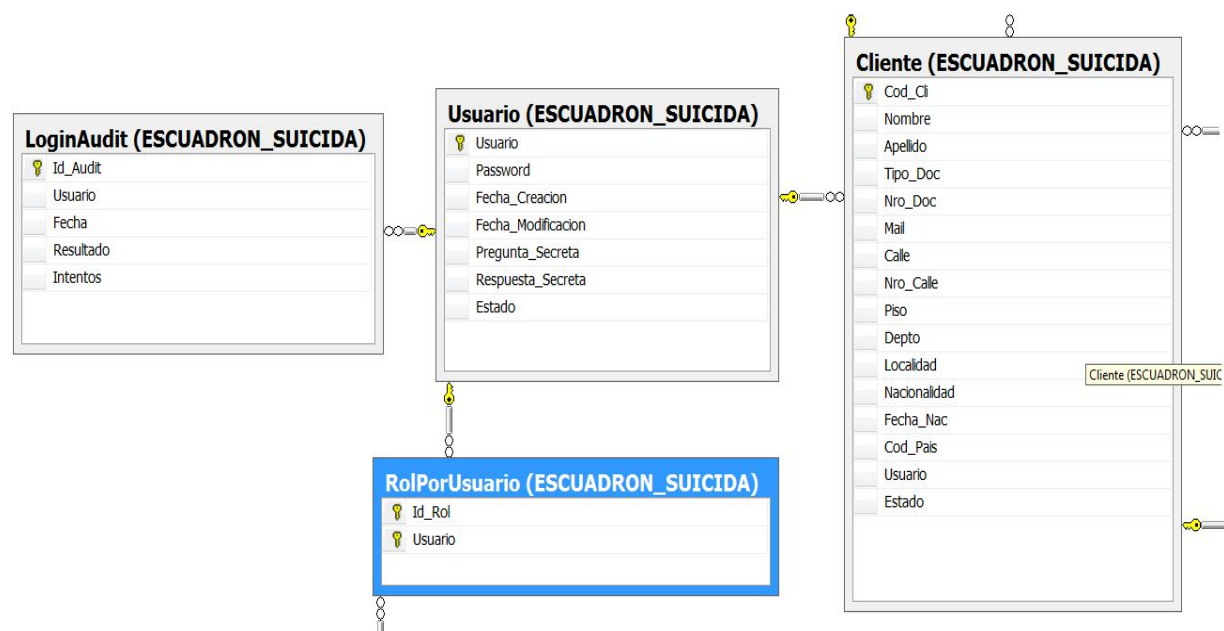 LoginAudit (ESCUADRON_SUICIDA)
Id_Audit
Usuario
Fecha
Resultado
Intentos
Usuario (ESCUADRON_SUICIDA)
Usuario
Password
Fecha_Creacion
Fecha_Modificacion
Pregunta_Secreta
Respuesta_Secreta
Estado
RolPorUsuario (ESCUADRON_SUICIDA)
Id_Rol
Usuario
Cliente (ESCUADRON_SUICIDA)
Cod_Cli
Nombre
Apellido
Tipo_Doc
Nro_Doc
Mail
Calle
Nro_Calle
Piso
Depto
Localidad
Nacionalidad
Fecha_Nac
Cod_Pais
Usuario
Estado
Cliente (ESCUADRON_SUIC